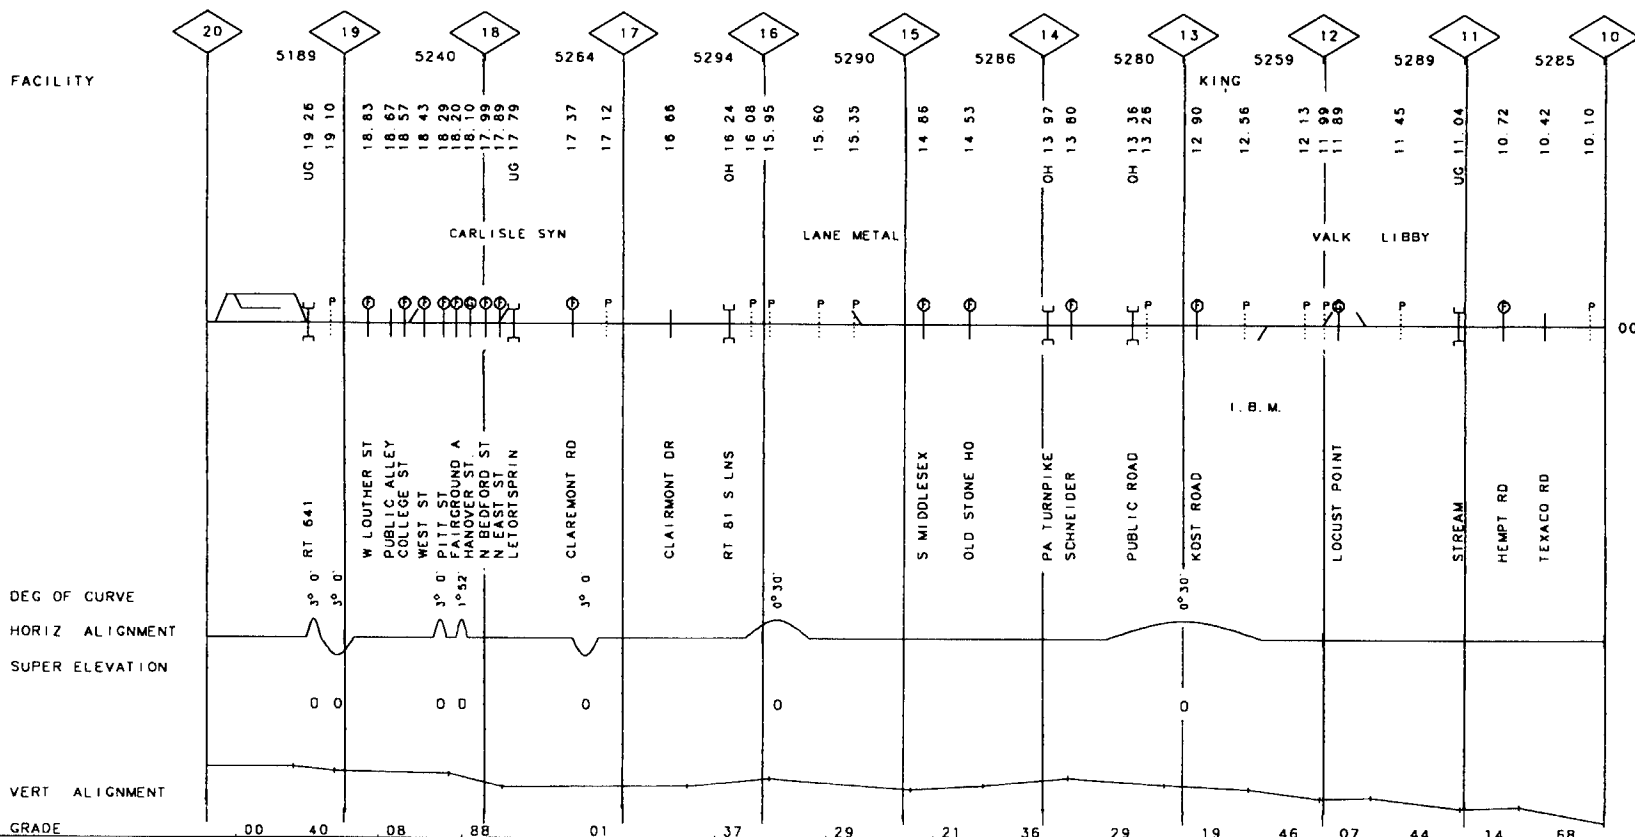 20 19 18 17 16 15 14 13 12 11 10
5189 5240 5264 5294 5290 5286 5280 5259 5289 5285
FACILITY
KING
UG 19 26
19 10
18.83
18.67
18 57
18 43
18 29
18.20
18.10
17.99
17.89
UG 17 79
17 37
17 12
16 66
OH 16 24
16 08
15.95
15.60
15.35
14 86
14 53
OH 13 97
13 80
OH 13 36
13 26
12 90
12.56
12 13
11 99
11 89
11 45
UG 11.04
10.72
10.42
10.10
CARLISLE SYN LANE METAL VALK LIBBY
P F F F F F G F F F P P P P P F F F P F P P P G P F P
00
I.B.M.
RT 641
W LOUTHER ST
PUBLIC ALLEY
COLLEGE ST
WEST ST
PITT ST
FAIRGROUND A
HANOVER ST
N BEDFORD ST
N EAST ST
LETORTSPRIN
CLAREMONT RD
CLAIRMONT DR
RT 81 S LNS
S MIDDLESEX
OLD STONE HO
PA TURNPIKE
SCHNEIDER
PUBLIC ROAD
KOST ROAD
LOCUST POINT
STREAM
HEMPT RD
TEXACO RD
DEG OF CURVE 3° 0' 3° 0' 3° 0' 1°52' 3° 0' 0°30' 0°30'
HORIZ ALIGNMENT
SUPER ELEVATION
0 0 0 0 0 0 0
VERT ALIGNMENT
GRADE .00 .40 .08 .88 .01 .37 .29 .21 .36 .29 .19 .46 .07 .44 .14 .68